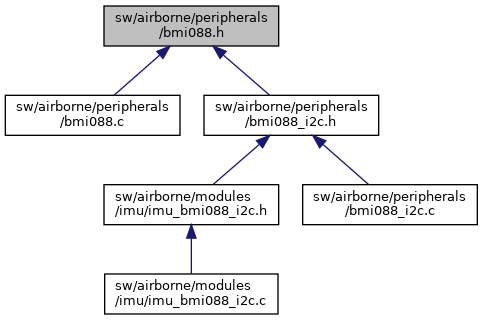 sw/airborne/peripherals
/bmi088.h
sw/airborne/peripherals
/bmi088.c
sw/airborne/peripherals
/bmi088_i2c.h
sw/airborne/modules
/imu/imu_bmi088_i2c.h
sw/airborne/peripherals
/bmi088_i2c.c
sw/airborne/modules
/imu/imu_bmi088_i2c.c